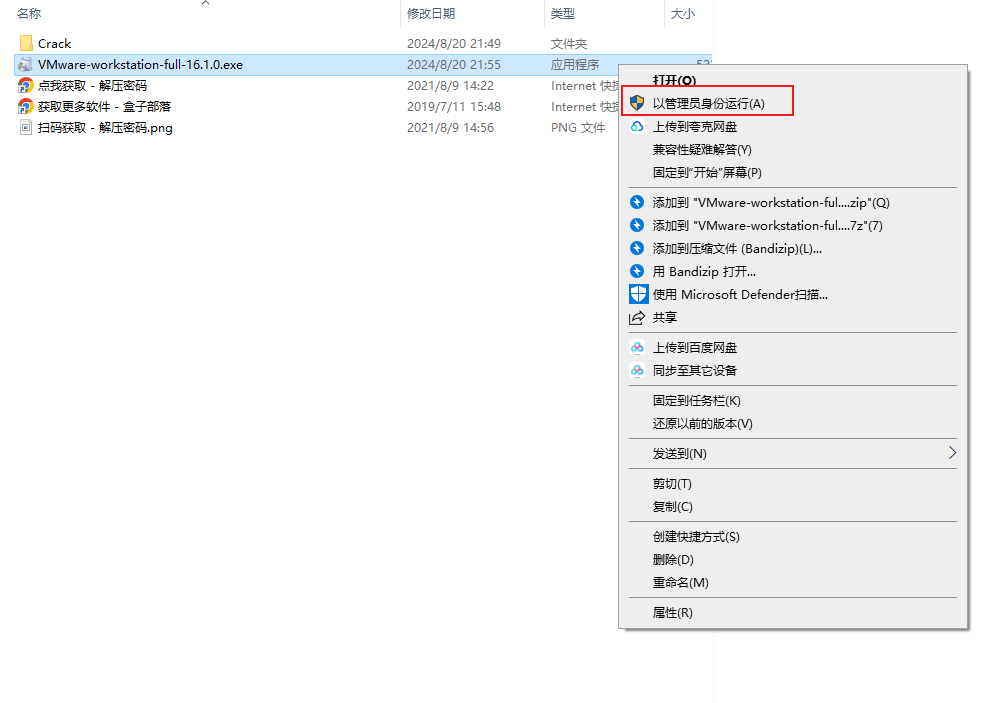 名称 修改日期 类型 大小
Crack 2024/8/20 21:49 文件夹
VMware-workstation-full-16.1.0.exe 2024/8/20 21:55 应用程序
点我获取 - 解压密码 2021/8/9 14:22 Internet 快
获取更多软件 - 盒子部落 2019/7/11 15:48 Internet 快
扫码获取 - 解压密码.png 2021/8/9 14:56 PNG 文件
打开(O)
以管理员身份运行(A)
上传到夸克网盘
兼容性疑难解答(Y)
固定到"开始"屏幕(P)
添加到 "VMware-workstation-ful....zip"(Q)
添加到 "VMware-workstation-ful....7z"(7)
添加到压缩文件 (Bandizip)(L)...
用 Bandizip 打开...
使用 Microsoft Defender扫描...
共享
上传到百度网盘
同步至其它设备
固定到任务栏(K)
还原以前的版本(V)
发送到(N)
剪切(T)
复制(C)
创建快捷方式(S)
删除(D)
重命名(M)
属性(R)